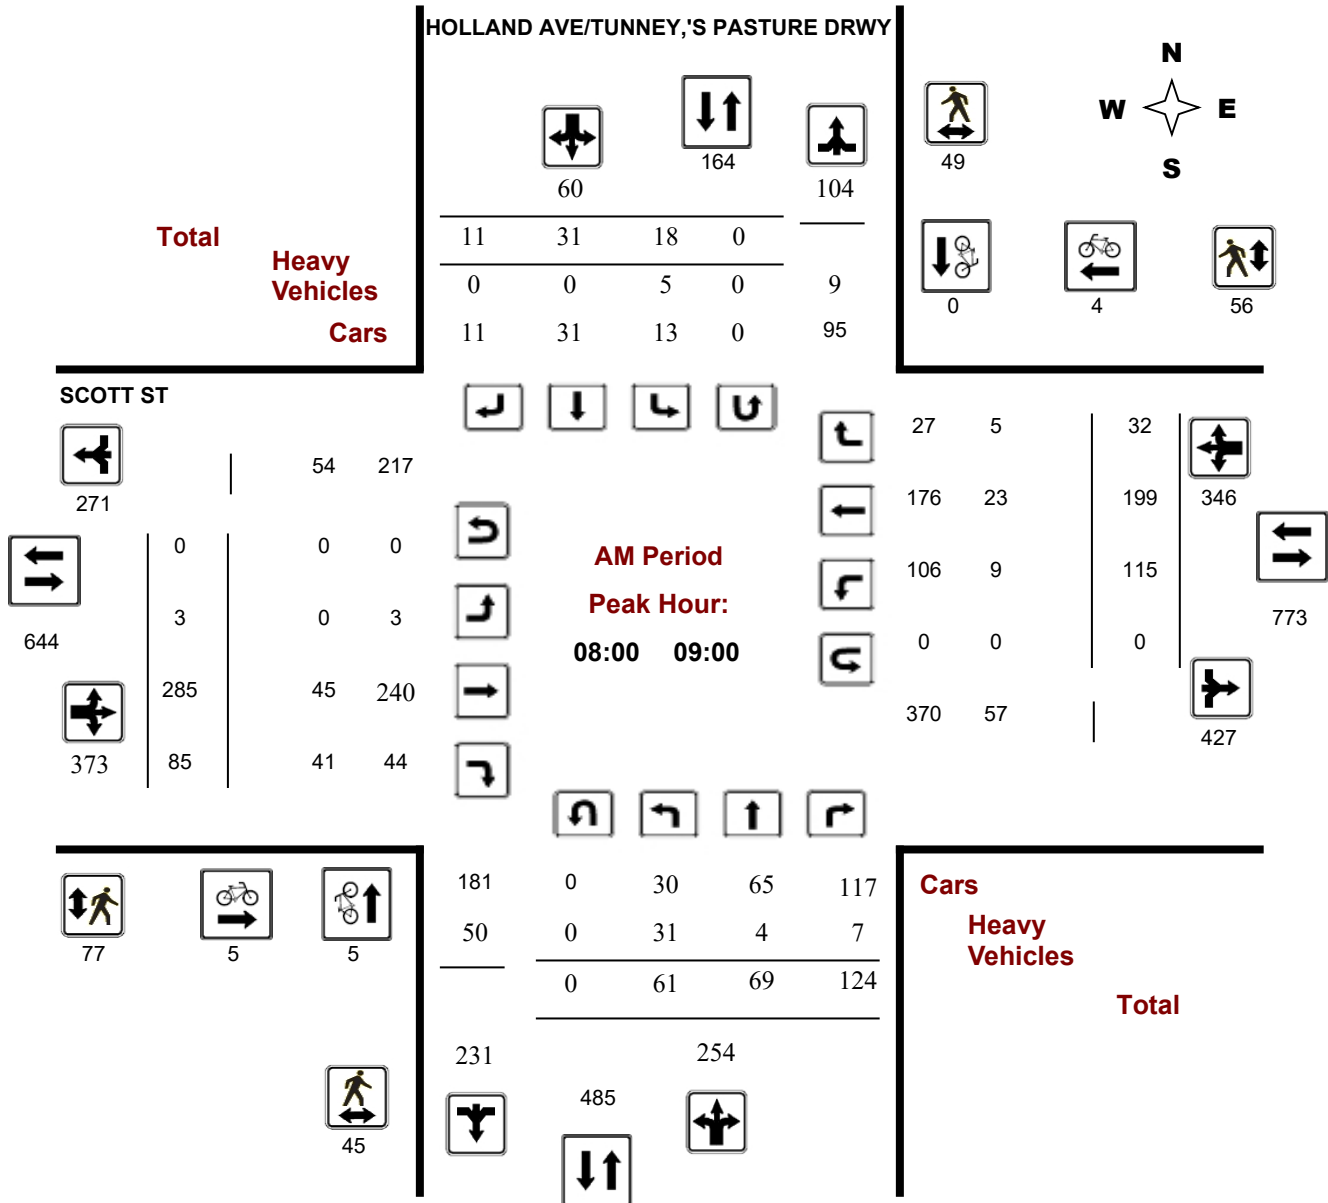 HOLLAND AVE/TUNNEY,'S PASTURE DRWY
N
W E
S
164
49
60 104
Total 11 31 18 0
Heavy
Vehicles 0 0 5 0 9
Cars 11 31 13 0 95
0 4 56
SCOTT ST
27 5 32
54 217
271
176 23 199 346
0 0 0
AM Period
106 9 115
3 0 3
Peak Hour:
773
644
08:00 09:00
0 0 0
285 45 240
370 57
427
373 85 41 44
181 0 30 65 117 Cars
50 0 31 4 7 Heavy
Vehicles
77 5 5
0 61 69 124
Total
231 254
485
45